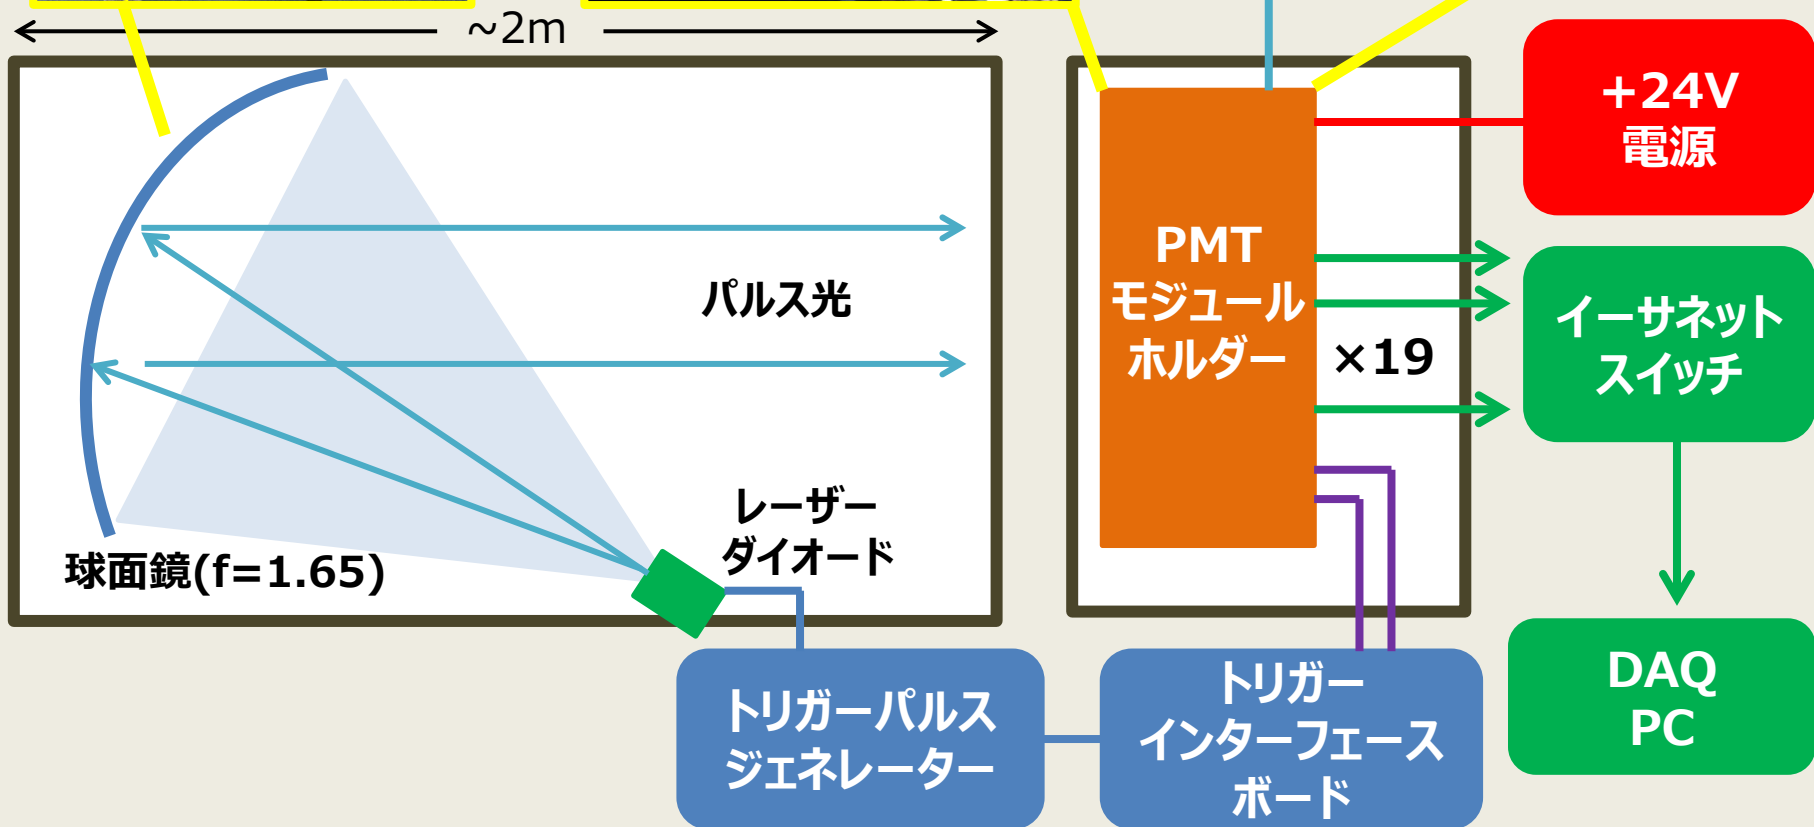 ~2m
+24V
電源
PMT
モジュール
ホルダー
×19
イーサネット
スイッチ
パルス光
レーザー
ダイオード
球面鏡(f=1.65)
トリガーパルス
ジェネレーター
トリガー
インターフェース
ボード
DAQ
PC